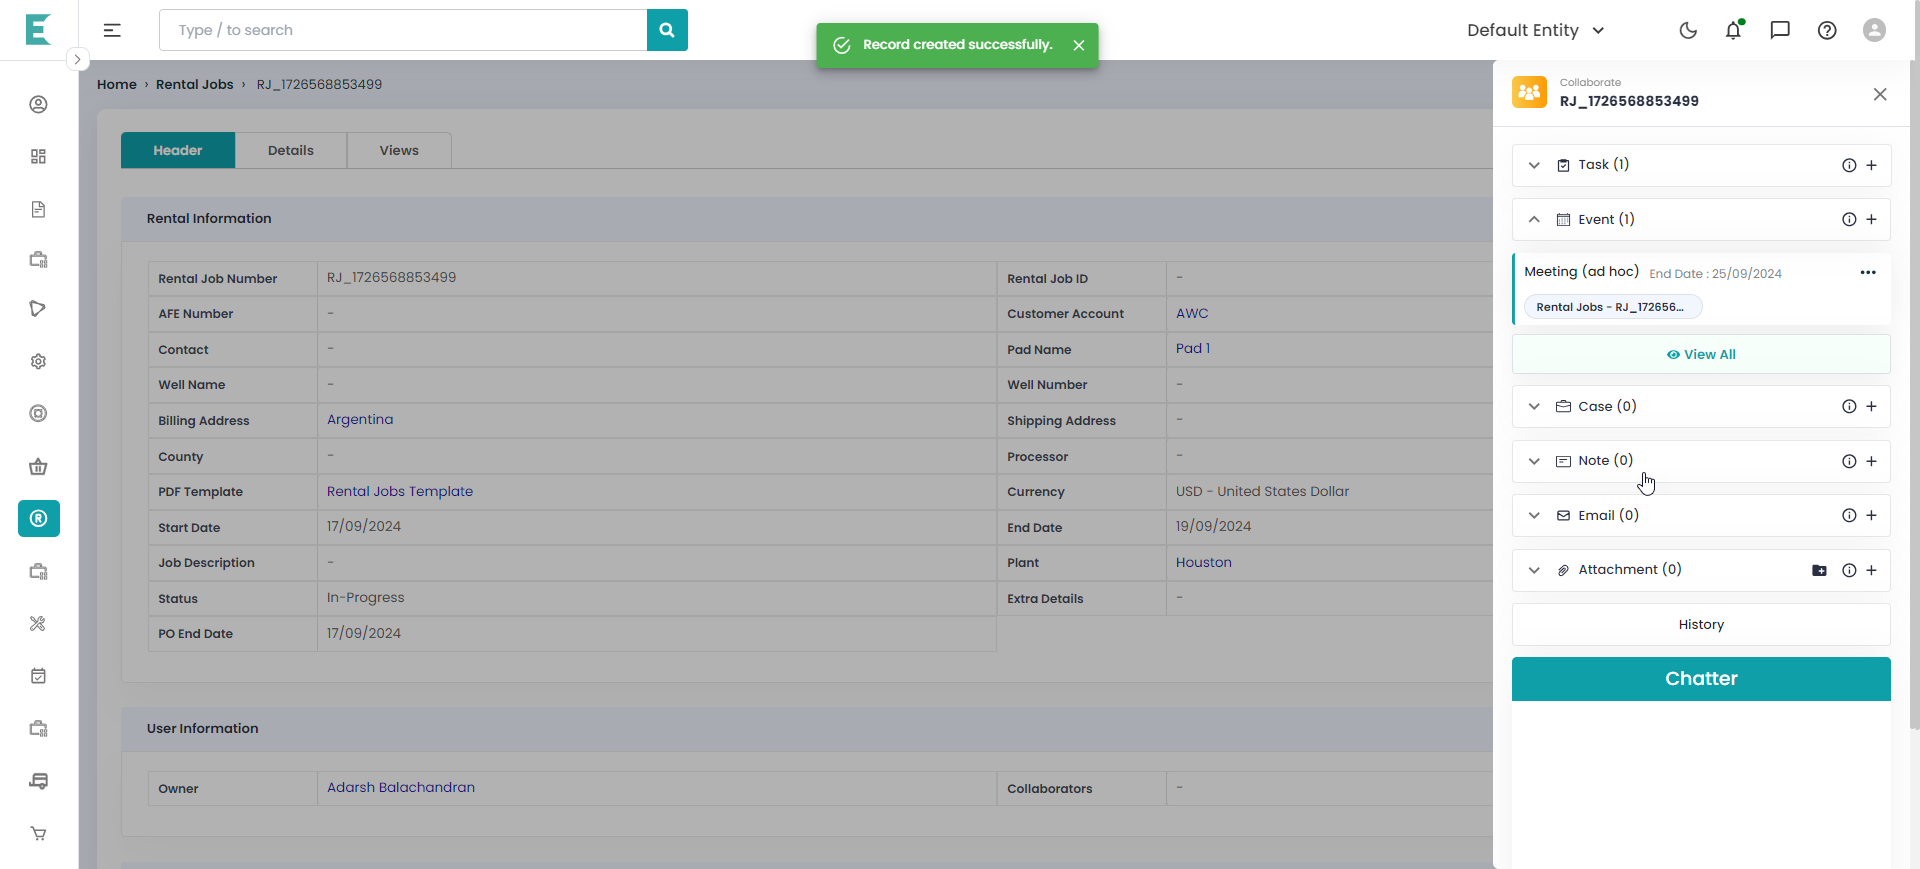 Type / to search
Record created successfully.
Default Entity
Home › Rental Jobs › RJ_1726568853499
Header Details Views
Rental Information
Rental Job Number RJ_1726568853499 Rental Job ID -
AFE Number - Customer Account AWC
Contact - Pad Name Pad 1
Well Name - Well Number -
Billing Address Argentina Shipping Address -
County - Processor -
PDF Template Rental Jobs Template Currency USD - United States Dollar
Start Date 17/09/2024 End Date 19/09/2024
Job Description - Plant Houston
Status In-Progress Extra Details -
PO End Date 17/09/2024
User Information
Owner Adarsh Balachandran Collaborators -
Collaborate
RJ_1726568853499
Task (1)
Event (1)
Meeting (ad hoc) End Date : 25/09/2024
Rental Jobs - RJ_172656...
View All
Case (0)
Note (0)
Email (0)
Attachment (0)
History
Chatter